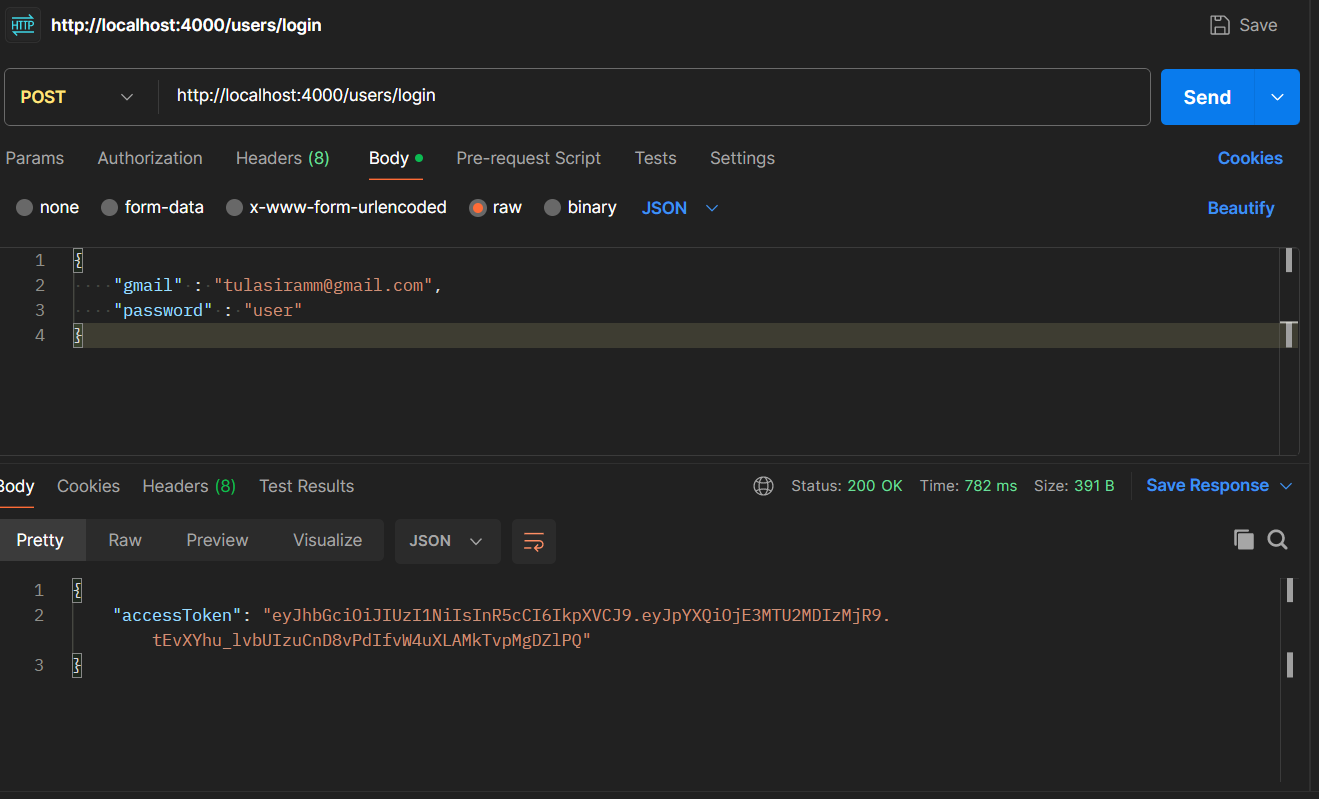 HTTP http://localhost:4000/users/login Save
POST http://localhost:4000/users/login Send
Params Authorization Headers (8) Body Pre-request Script Tests Settings Cookies
none form-data x-www-form-urlencoded raw binary JSON Beautify
1 {
2 "gmail" : "tulasiramm@gmail.com",
3 "password" : "user"
4 }
Body Cookies Headers (8) Test Results Status: 200 OK Time: 782 ms Size: 391 B Save Response
Pretty Raw Preview Visualize JSON
1 {
2 "accessToken": "eyJhbGciOiJIUzI1NiIsInR5cCI6IkpXVCJ9.eyJpYXQiOjE3MTU2MDIzMjR9.
tEvXYhu_lvbUIzuCnD8vPdIfvW4uXLAMkTvpMgDZlPQ"
3 }